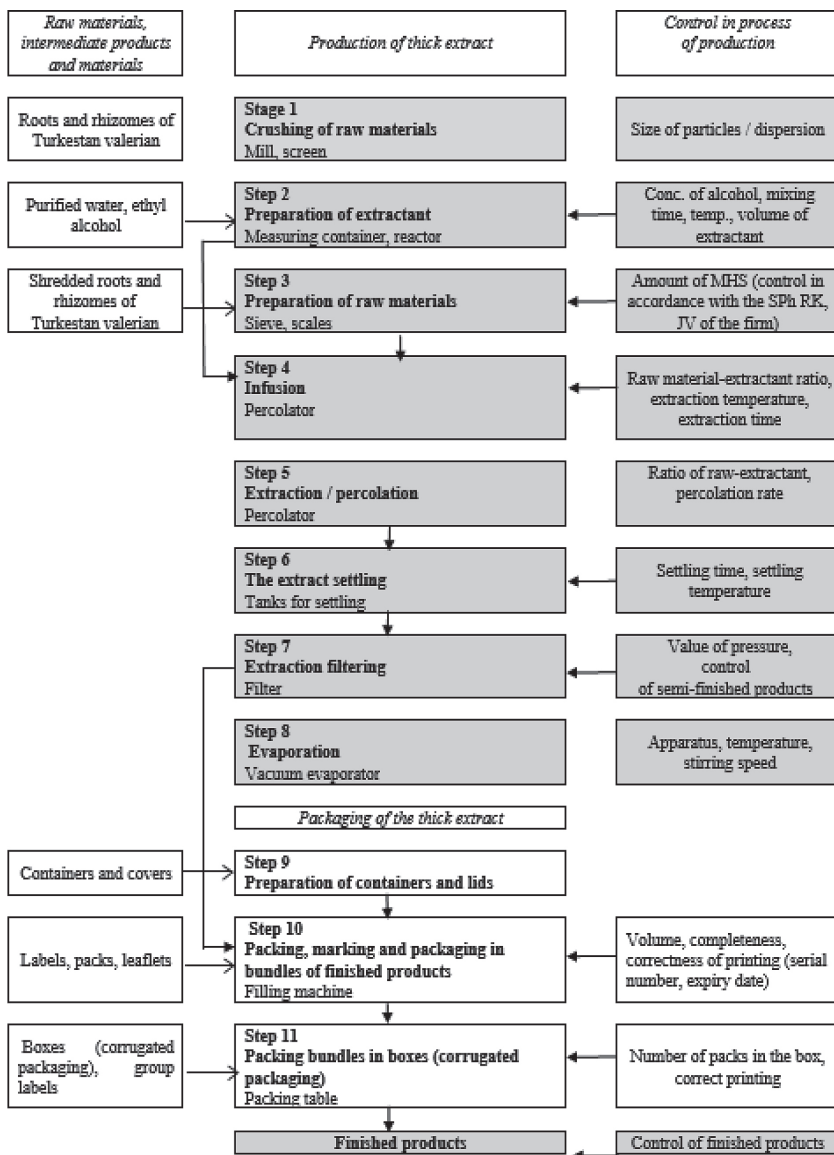 Raw materials,
intermediate products
and materials
Production of thick extract
Control in process
of production
Roots and rhizomes of
Turkestan valerian
Stage 1
Crushing of raw materials
Mill, screen
Size of particles / dispersion
Purified water, ethyl
alcohol
Step 2
Preparation of extractant
Measuring container, reactor
Conc. of alcohol, mixing
time, temp., volume of
extractant
Shredded roots and
rhizomes of
Turkestan valerian
Step 3
Preparation of raw materials
Sieve, scales
Amount of MHS (control in
accordance with the SPh RK,
JV of the firm)
Step 4
Infusion
Percolator
Raw material-extractant ratio,
extraction temperature,
extraction time
Step 5
Extraction / percolation
Percolator
Ratio of raw-extractant,
percolation rate
Step 6
The extract settling
Tanks for settling
Settling time, settling
temperature
Step 7
Extraction filtering
Filter
Value of pressure,
control
of semi-finished products
Step 8
Evaporation
Vacuum evaporator
Apparatus, temperature,
stirring speed
Packaging of the thick extract
Containers and covers
Step 9
Preparation of containers and lids
Labels, packs, leaflets
Step 10
Packing, marking and packaging in
bundles of finished products
Filling machine
Volume, completeness,
correctness of printing (serial
number, expiry date)
Boxes (corrugated
packaging), group
labels
Step 11
Packing bundles in boxes (corrugated
packaging)
Packing table
Number of packs in the box,
correct printing
Finished products
Control of finished products